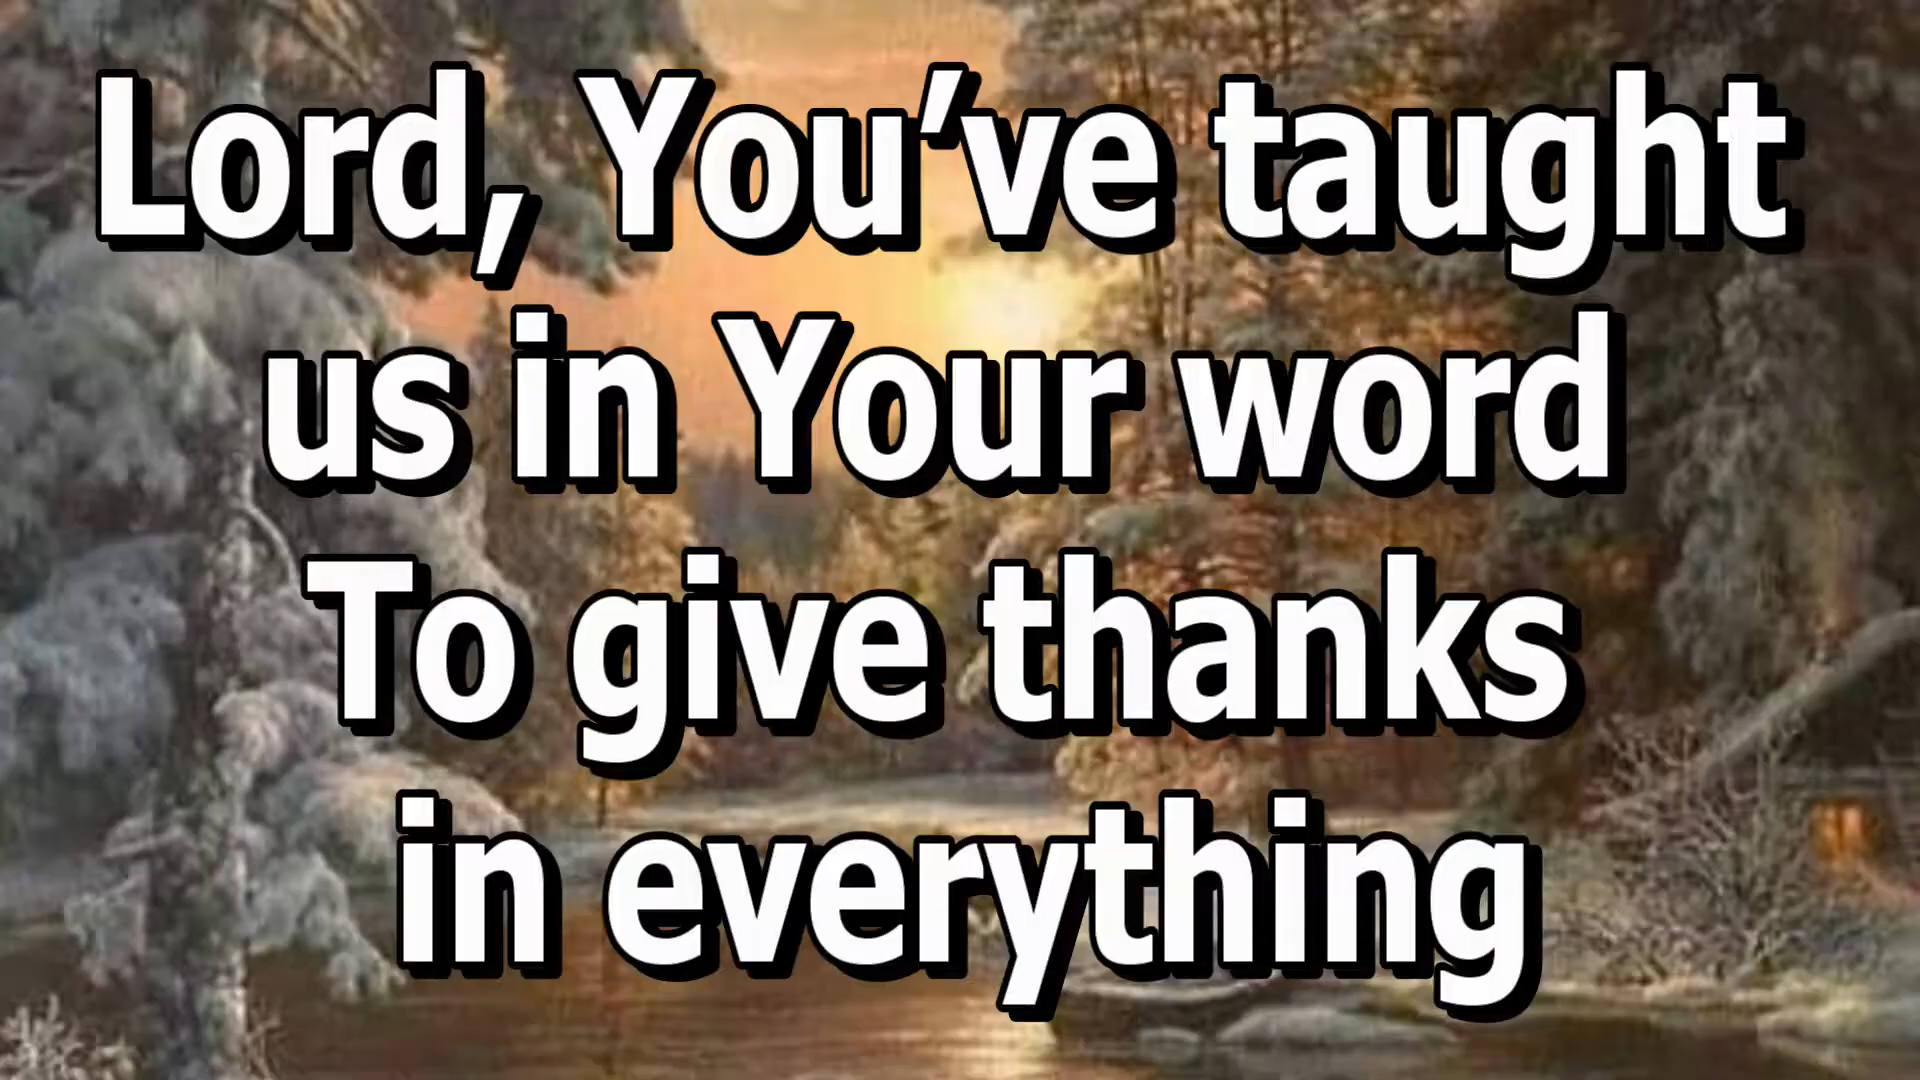 Lord, You’ve taught
us in Your word
To give thanks
in everything